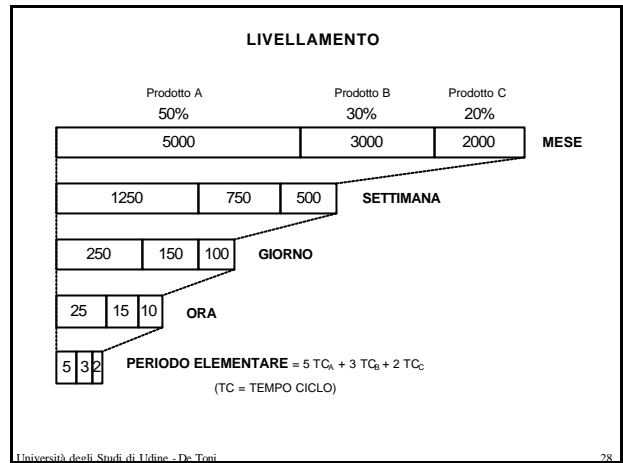 LIVELLAMENTO
Prodotto A Prodotto B Prodotto C
50% 30% 20%
5000 3000 2000 MESE
1250 750 500 SETTIMANA
250 150 100 GIORNO
25 15 10 ORA
5 3 2 PERIODO ELEMENTARE = 5 TCA + 3 TCB + 2 TCC
(TC = TEMPO CICLO)
Università degli Studi di Udine - De Toni 28